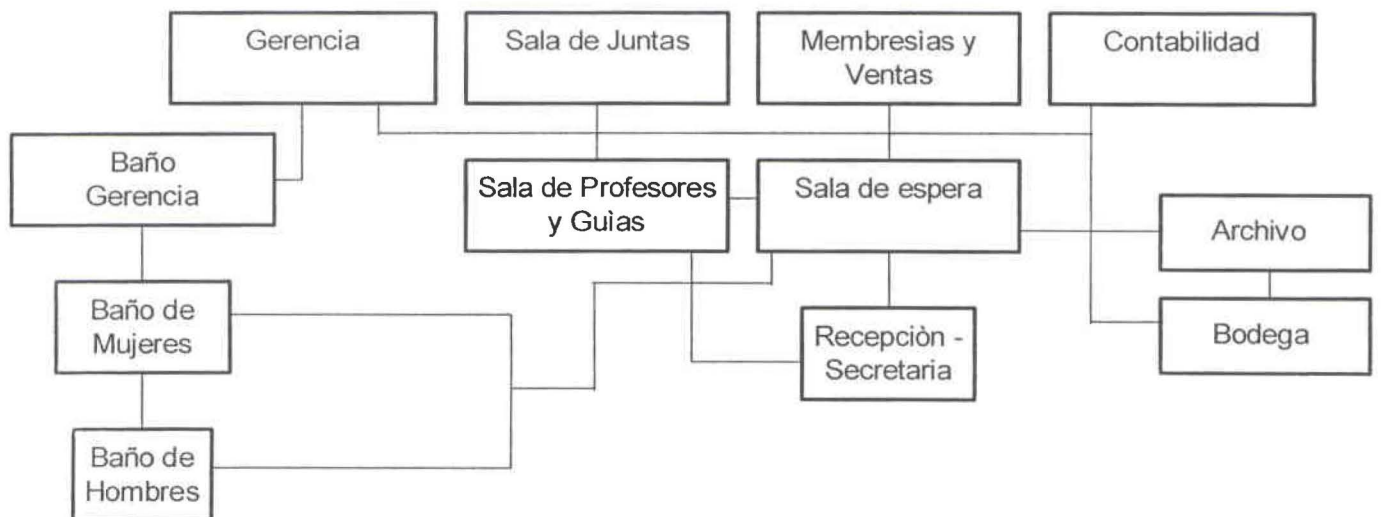 Gerencia
Sala de Juntas
Membresias y
Ventas
Contabilidad
Baño
Gerencia
Sala de Profesores
y Guìas
Sala de espera
Archivo
Baño de
Mujeres
Recepciòn -
Secretaria
Bodega
Baño de
Hombres